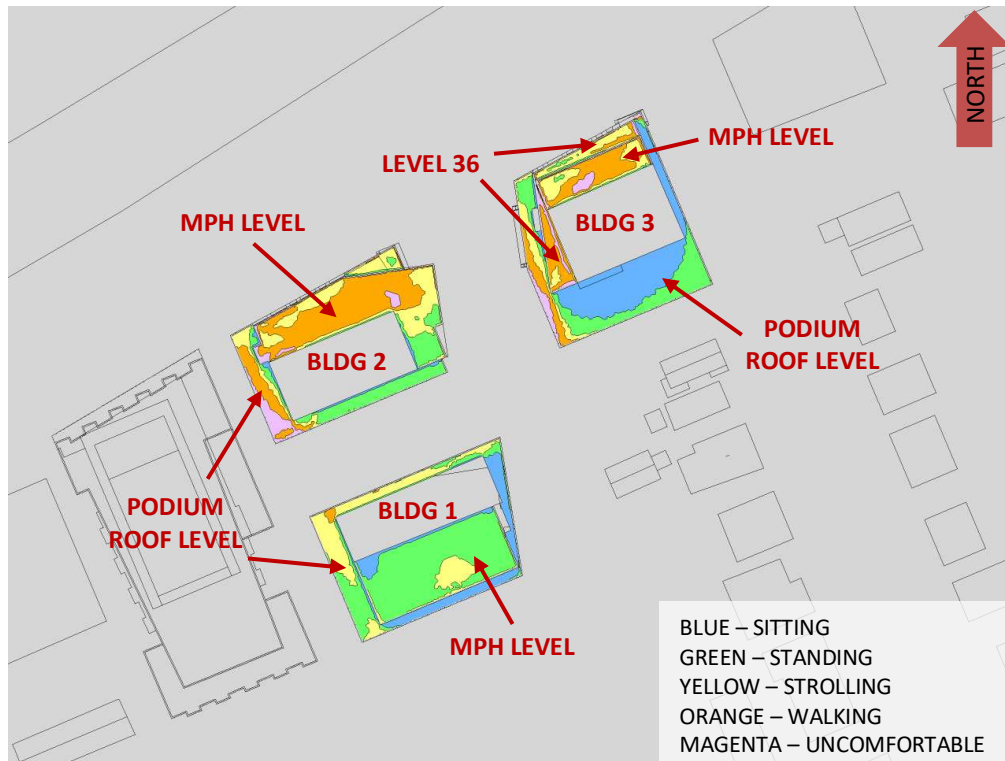 NORTH
LEVEL 36
MPH LEVEL
MPH LEVEL
BLDG 3
BLDG 2
PODIUM
ROOF LEVEL
PODIUM
ROOF LEVEL
BLDG 1
MPH LEVEL
BLUE – SITTING
GREEN – STANDING
YELLOW – STROLLING
ORANGE – WALKING
MAGENTA – UNCOMFORTABLE